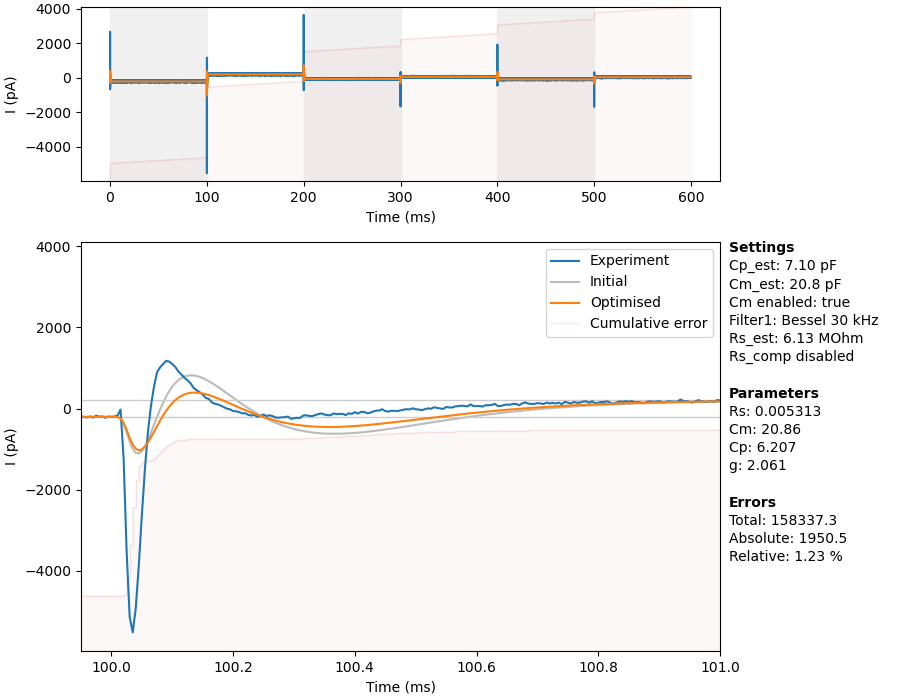 4000
2000
0
−2000
−4000
I (pA)
0 100 200 300 400 500 600
Time (ms)
4000
2000
0
−2000
−4000
I (pA)
100.0 100.2 100.4 100.6 100.8 101.0
Time (ms)
Experiment
Initial
Optimised
Cumulative error
Settings
Cp_est: 7.10 pF
Cm_est: 20.8 pF
Cm enabled: true
Filter1: Bessel 30 kHz
Rs_est: 6.13 MOhm
Rs_comp disabled
Parameters
Rs: 0.005313
Cm: 20.86
Cp: 6.207
g: 2.061
Errors
Total: 158337.3
Absolute: 1950.5
Relative: 1.23 %